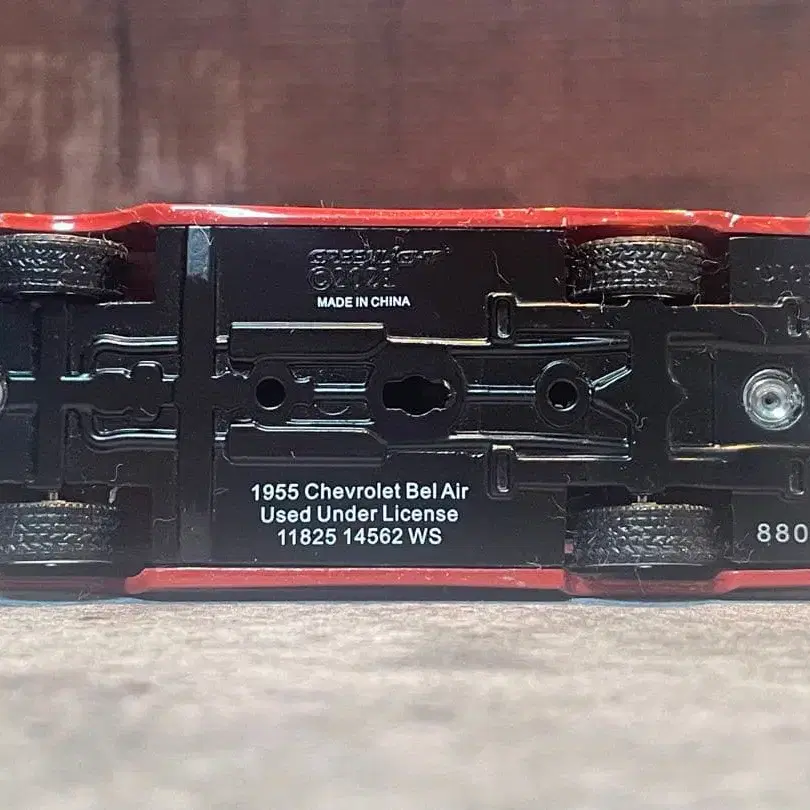 GREENLIGHT
©2021
MADE IN CHINA
1955 Chevrolet Bel Air
Used Under License
11825 14562 WS
880